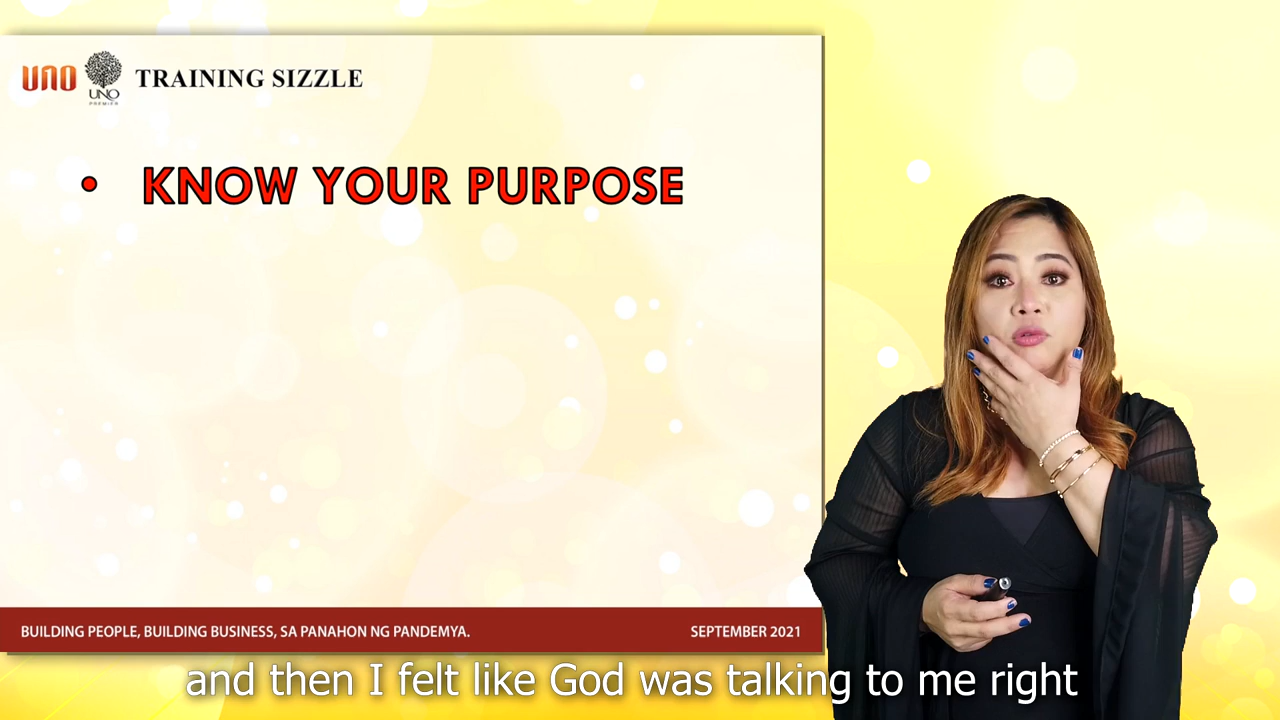 UNO UNO PREMIER TRAINING SIZZLE
• KNOW YOUR PURPOSE
BUILDING PEOPLE, BUILDING BUSINESS, SA PANAHON NG PANDEMYA. SEPTEMBER 2021
and then I felt like God was talking to me right